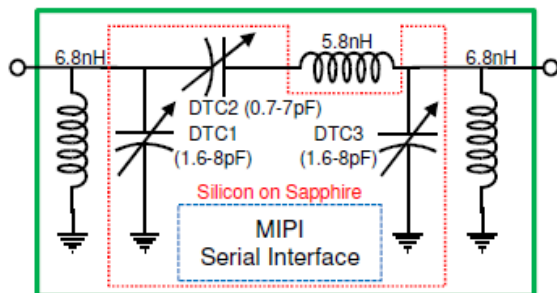 6.8nH
5.8nH
6.8nH
DTC2 (0.7-7pF)
DTC1
(1.6-8pF)
DTC3
(1.6-8pF)
Silicon on Sapphire
MIPI
Serial Interface